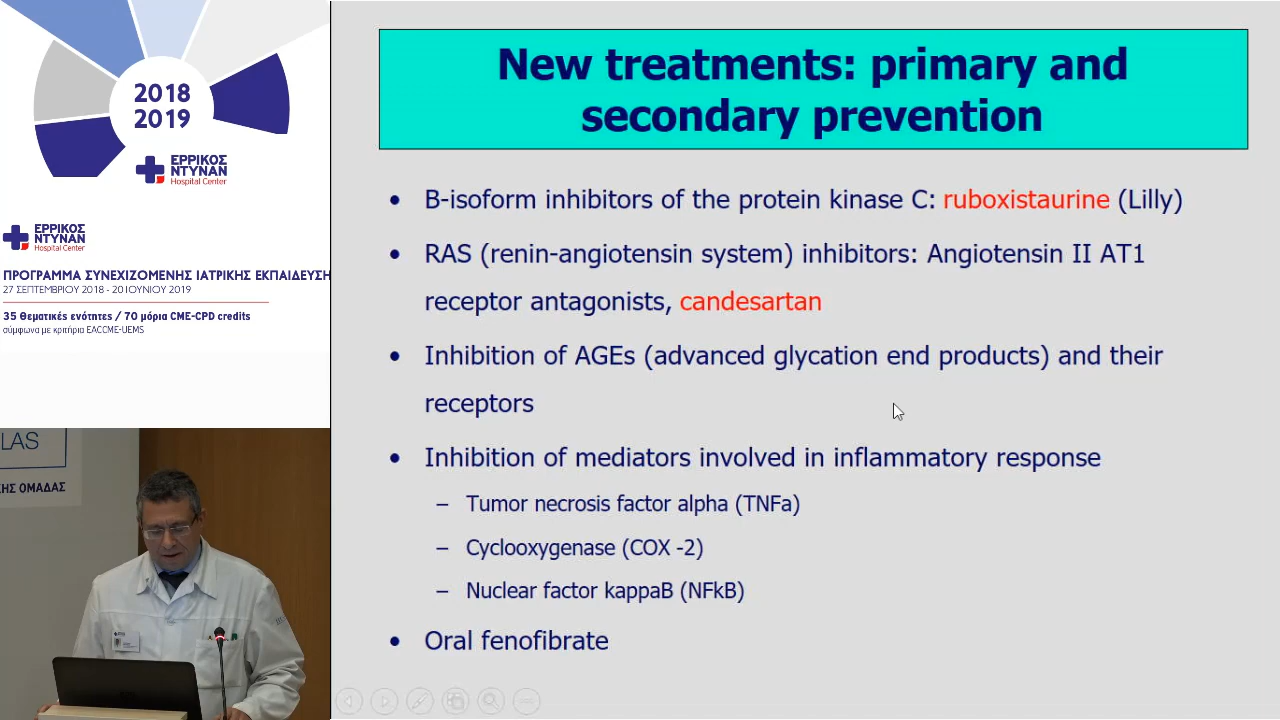 2018
2019
ΕΡΡΙΚΟΣ
ΝΤΥΝΑΝ
Hospital Center
ΕΡΡΙΚΟΣ
ΝΤΥΝΑΝ
Hospital Center
ΠΡΟΓΡΑΜΜΑ ΣΥΝΕΧΙΖΟΜΕΝΗΣ ΙΑΤΡΙΚΗΣ ΕΚΠΑΙΔΕΥΣΗ
27 ΣΕΠΤΕΜΒΡΙΟΥ 2018 - 20 ΙΟΥΝΙΟΥ 2019
35 θεματικές ενότητες / 70 μόρια CME-CPD credits
σύμφωνα με κριτήρια EACCME-UEMS
LAS
ΚΗΣ ΟΜΑΔΑΣ
New treatments: primary and
secondary prevention
• B-isoform inhibitors of the protein kinase C: ruboxistaurine (Lilly)
• RAS (renin-angiotensin system) inhibitors: Angiotensin II AT1
receptor antagonists, candesartan
• Inhibition of AGEs (advanced glycation end products) and their
receptors
• Inhibition of mediators involved in inflammatory response
– Tumor necrosis factor alpha (TNFa)
– Cyclooxygenase (COX -2)
– Nuclear factor kappaB (NFkB)
• Oral fenofibrate